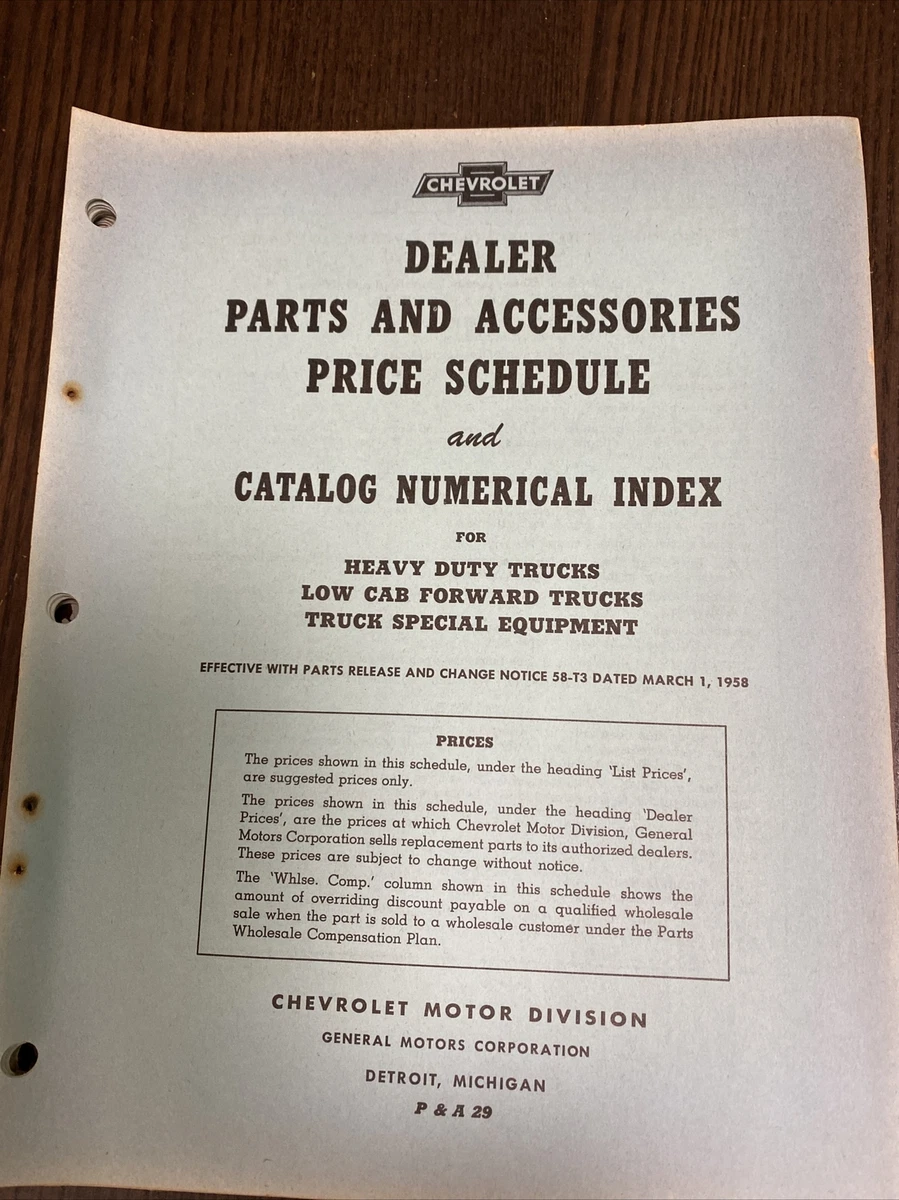 CHEVROLET
DEALER
PARTS AND ACCESSORIES
PRICE SCHEDULE
and
CATALOG NUMERICAL INDEX
FOR
HEAVY DUTY TRUCKS
LOW CAB FORWARD TRUCKS
TRUCK SPECIAL EQUIPMENT
EFFECTIVE WITH PARTS RELEASE AND CHANGE NOTICE 58-T3 DATED MARCH 1, 1958
PRICES
The prices shown in this schedule, under the heading 'List Prices',
are suggested prices only.
The prices shown in this schedule, under the heading 'Dealer
Prices', are the prices at which Chevrolet Motor Division, General
Motors Corporation sells replacement parts to its authorized dealers.
These prices are subject to change without notice.
The 'Whlse. Comp.' column shown in this schedule shows the
amount of overriding discount payable on a qualified wholesale
sale when the part is sold to a wholesale customer under the Parts
Wholesale Compensation Plan.
CHEVROLET MOTOR DIVISION
GENERAL MOTORS CORPORATION
DETROIT, MICHIGAN
P & A 29